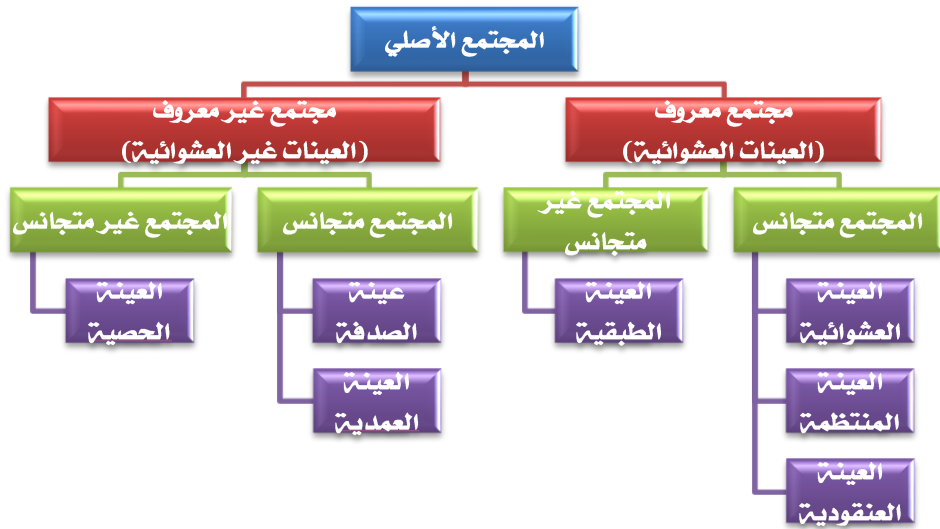 المجتمع الأصلي
مجتمع معروف
(العينات العشوائية)
مجتمع غير معروف
(العينات غير العشوائية)
المجتمع متجانس
المجتمع غير
متجانس
المجتمع متجانس
المجتمع غير متجانس
العينة
العشوائية
العينة
المنتظمة
العينة
العنقودية
العينة
الطبقية
عينة
الصدفة
العينة
العمدية
العينة
الحصية